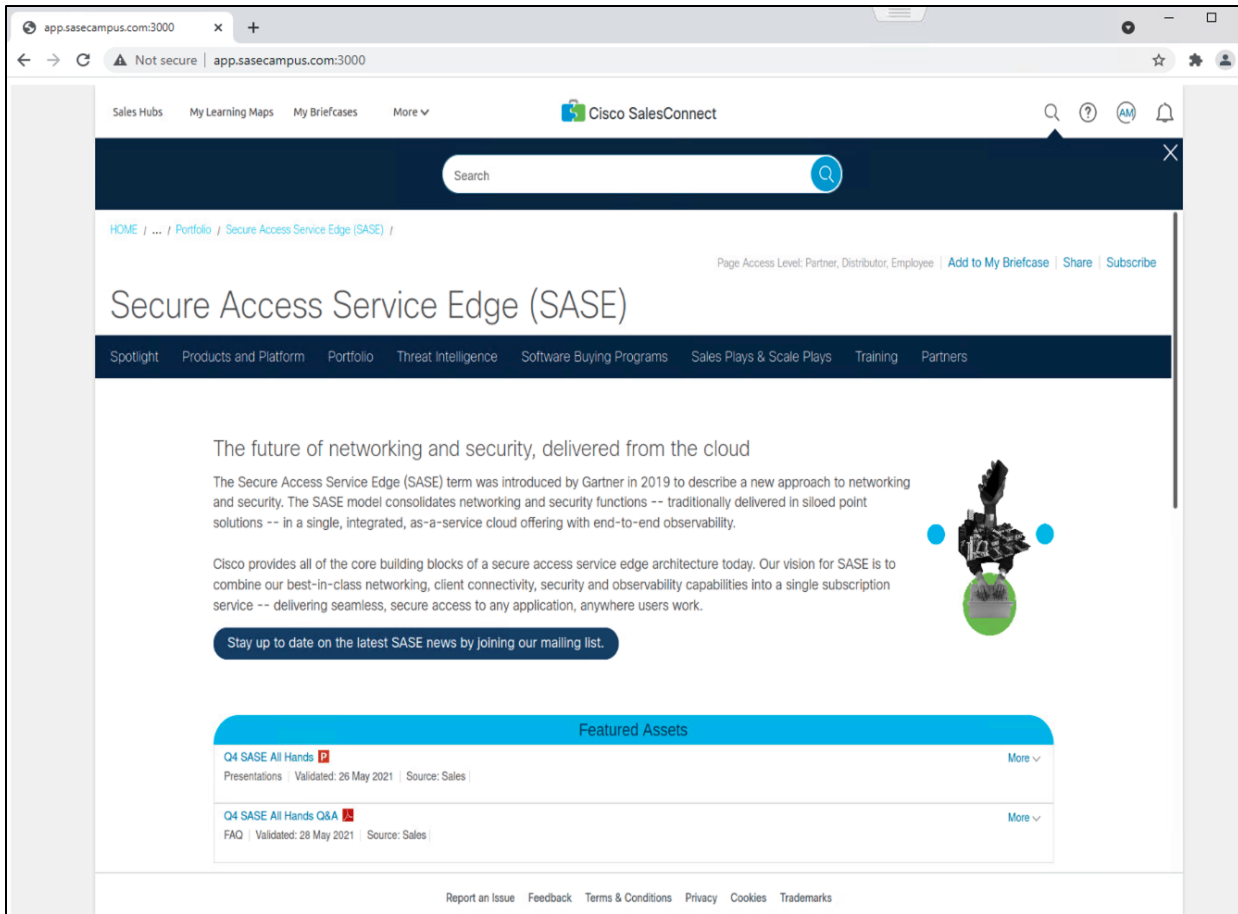 app.sasecampus.com:3000
Not secure | app.sasecampus.com:3000
Sales Hubs My Learning Maps My Briefcases More Cisco SalesConnect AM
Search
HOME / ... / Portfolio / Secure Access Service Edge (SASE) /
Page Access Level: Partner, Distributor, Employee | Add to My Briefcase | Share | Subscribe
Secure Access Service Edge (SASE)
Spotlight Products and Platform Portfolio Threat Intelligence Software Buying Programs Sales Plays & Scale Plays Training Partners
The future of networking and security, delivered from the cloud
The Secure Access Service Edge (SASE) term was introduced by Gartner in 2019 to describe a new approach to networking
and security. The SASE model consolidates networking and security functions -- traditionally delivered in siloed point
solutions -- in a single, integrated, as-a-service cloud offering with end-to-end observability.
Cisco provides all of the core building blocks of a secure access service edge architecture today. Our vision for SASE is to
combine our best-in-class networking, client connectivity, security and observability capabilities into a single subscription
service -- delivering seamless, secure access to any application, anywhere users work.
Stay up to date on the latest SASE news by joining our mailing list.
Featured Assets
Q4 SASE All Hands P More
Presentations | Validated: 26 May 2021 | Source: Sales |
Q4 SASE All Hands Q&A More
FAQ | Validated: 28 May 2021 | Source: Sales |
Report an Issue Feedback Terms & Conditions Privacy Cookies Trademarks